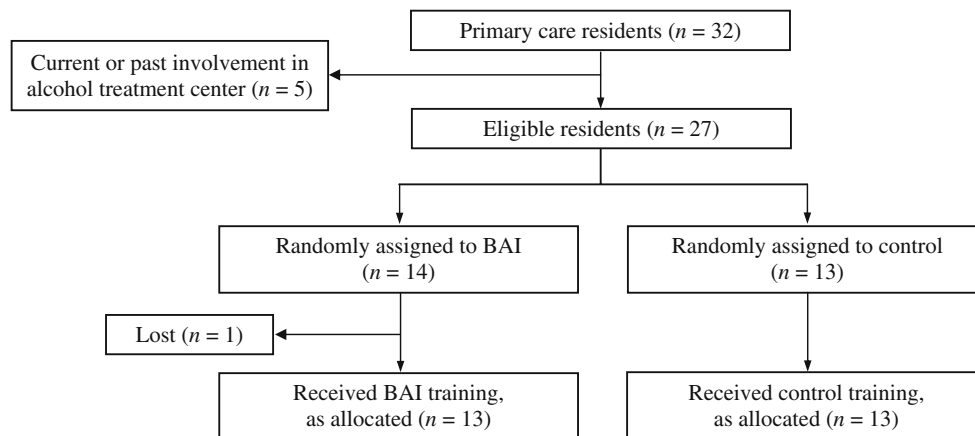 Primary care residents (n = 32)
Current or past involvement in
alcohol treatment center (n = 5)
Eligible residents (n = 27)
Randomly assigned to BAI
(n = 14)
Randomly assigned to control
(n = 13)
Lost (n = 1)
Received BAI training,
as allocated (n = 13)
Received control training,
as allocated (n = 13)